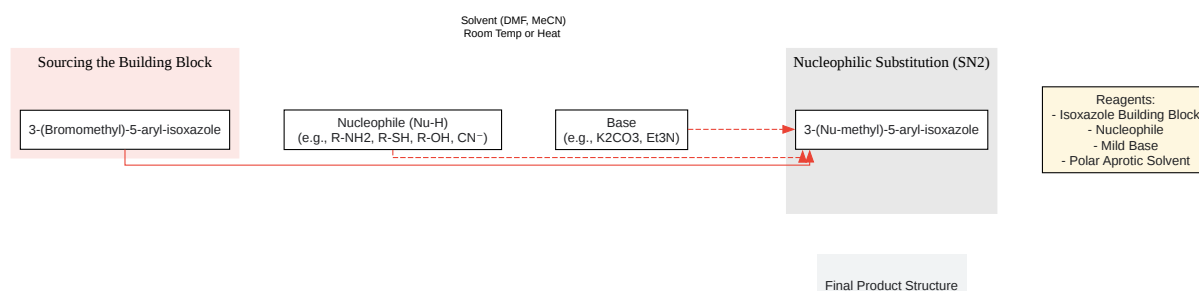 Solvent (DMF, MeCN)
Room Temp or Heat
Sourcing the Building Block
Nucleophilic Substitution (SN2)
3-(Bromomethyl)-5-aryl-isoxazole
Nucleophile (Nu-H)
(e.g., R-NH2, R-SH, R-OH, CN⁻)
Base
(e.g., K2CO3, Et3N)
3-(Nu-methyl)-5-aryl-isoxazole
Reagents:
- Isoxazole Building Block
- Nucleophile
- Mild Base
- Polar Aprotic Solvent
Final Product Structure